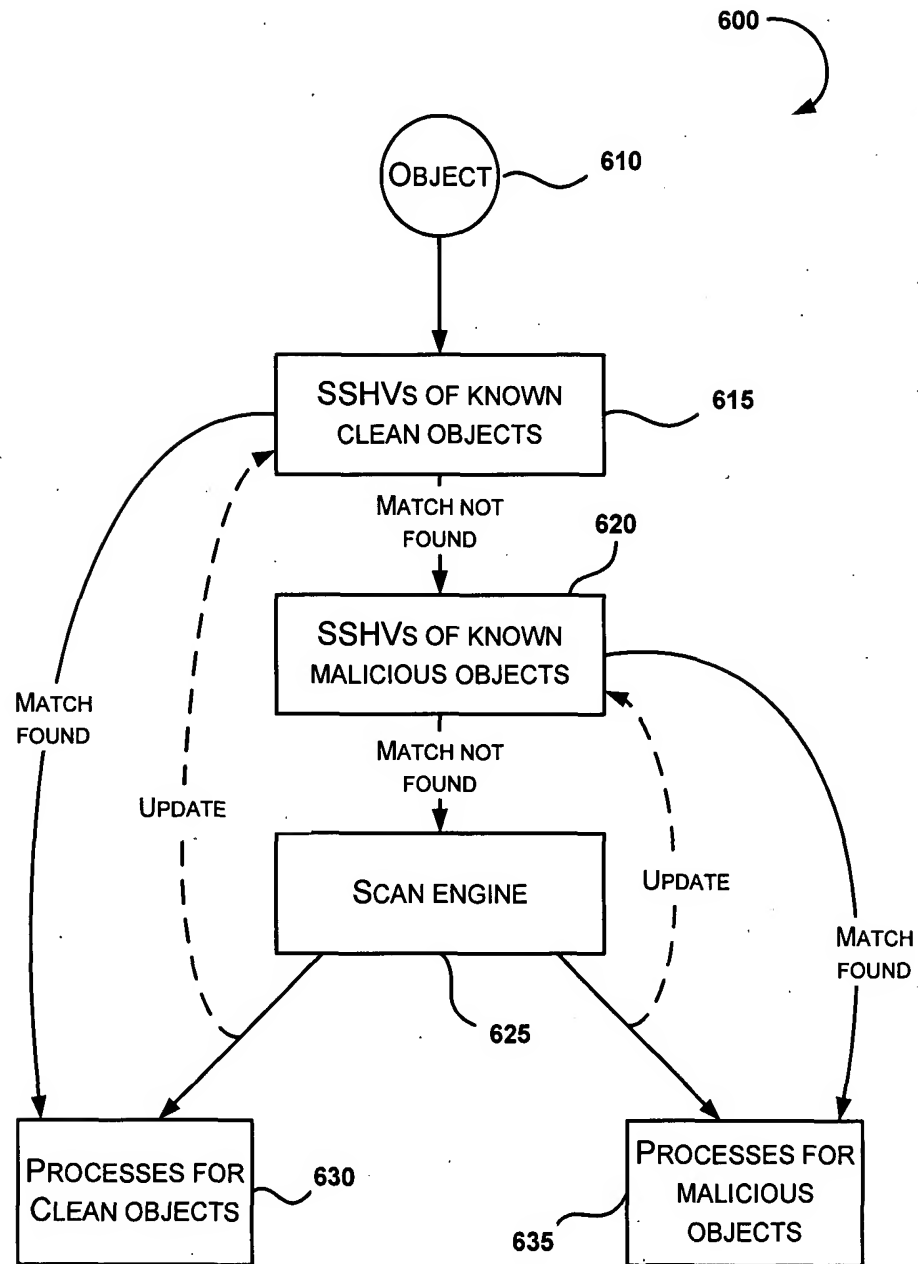 600
OBJECT
610
SSHVS OF KNOWN
CLEAN OBJECTS
615
MATCH NOT
FOUND
620
SSHVS OF KNOWN
MALICIOUS OBJECTS
MATCH
FOUND
MATCH NOT
FOUND
UPDATE
SCAN ENGINE
UPDATE
MATCH
FOUND
625
PROCESSES FOR
CLEAN OBJECTS
630
PROCESSES FOR
MALICIOUS
OBJECTS
635